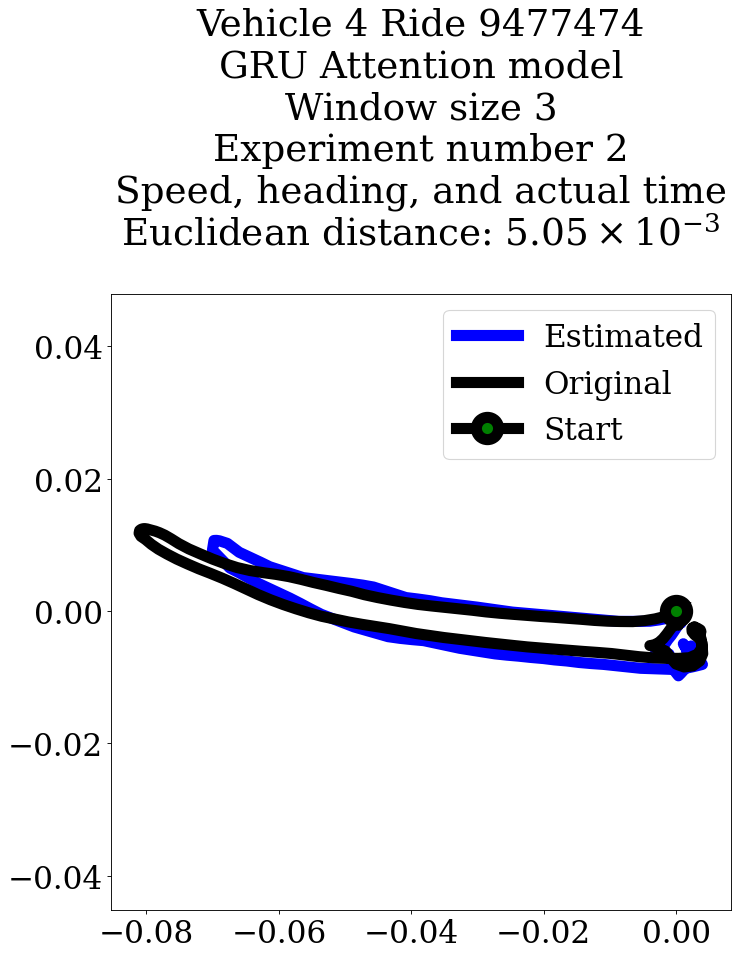 Vehicle 4 Ride 9477474
GRU Attention model
Window size 3
Experiment number 2
Speed, heading, and actual time
Euclidean distance: 5.05 × 10⁻³
Estimated
Original
Start
0.04
0.02
0.00
−0.02
−0.04
−0.08 −0.06 −0.04 −0.02 0.00